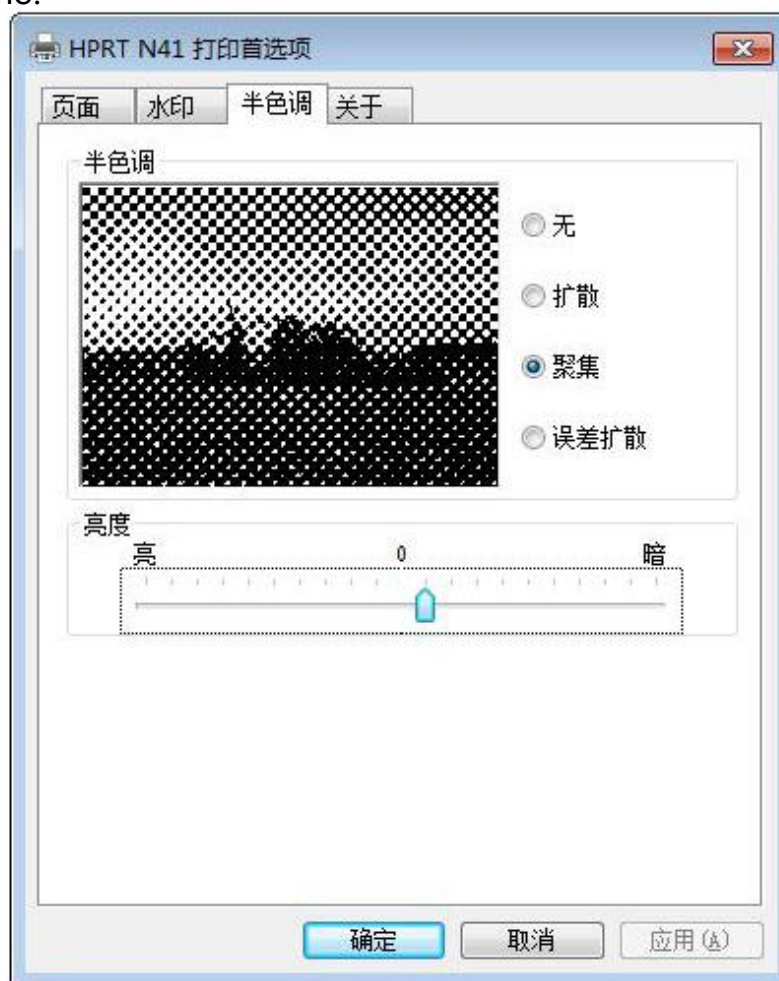 HPRT N41 打印首选项
页面 水印 半色调 关于
半色调
无
扩散
聚集
误差扩散
亮度
亮 0 暗
确定 取消 应用(A)